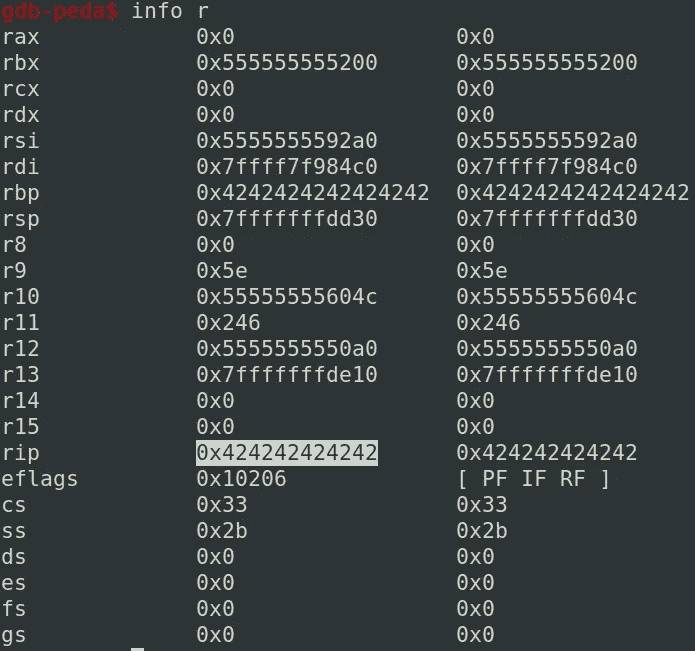 gdb-peda$ info r
rax 0x0 0x0
rbx 0x555555555200 0x555555555200
rcx 0x0 0x0
rdx 0x0 0x0
rsi 0x5555555592a0 0x5555555592a0
rdi 0x7ffff7f984c0 0x7ffff7f984c0
rbp 0x4242424242424242 0x4242424242424242
rsp 0x7fffffffdd30 0x7fffffffdd30
r8 0x0 0x0
r9 0x5e 0x5e
r10 0x55555555604c 0x55555555604c
r11 0x246 0x246
r12 0x5555555550a0 0x5555555550a0
r13 0x7fffffffde10 0x7fffffffde10
r14 0x0 0x0
r15 0x0 0x0
rip 0x424242424242 0x424242424242
eflags 0x10206 [ PF IF RF ]
cs 0x33 0x33
ss 0x2b 0x2b
ds 0x0 0x0
es 0x0 0x0
fs 0x0 0x0
gs 0x0 0x0